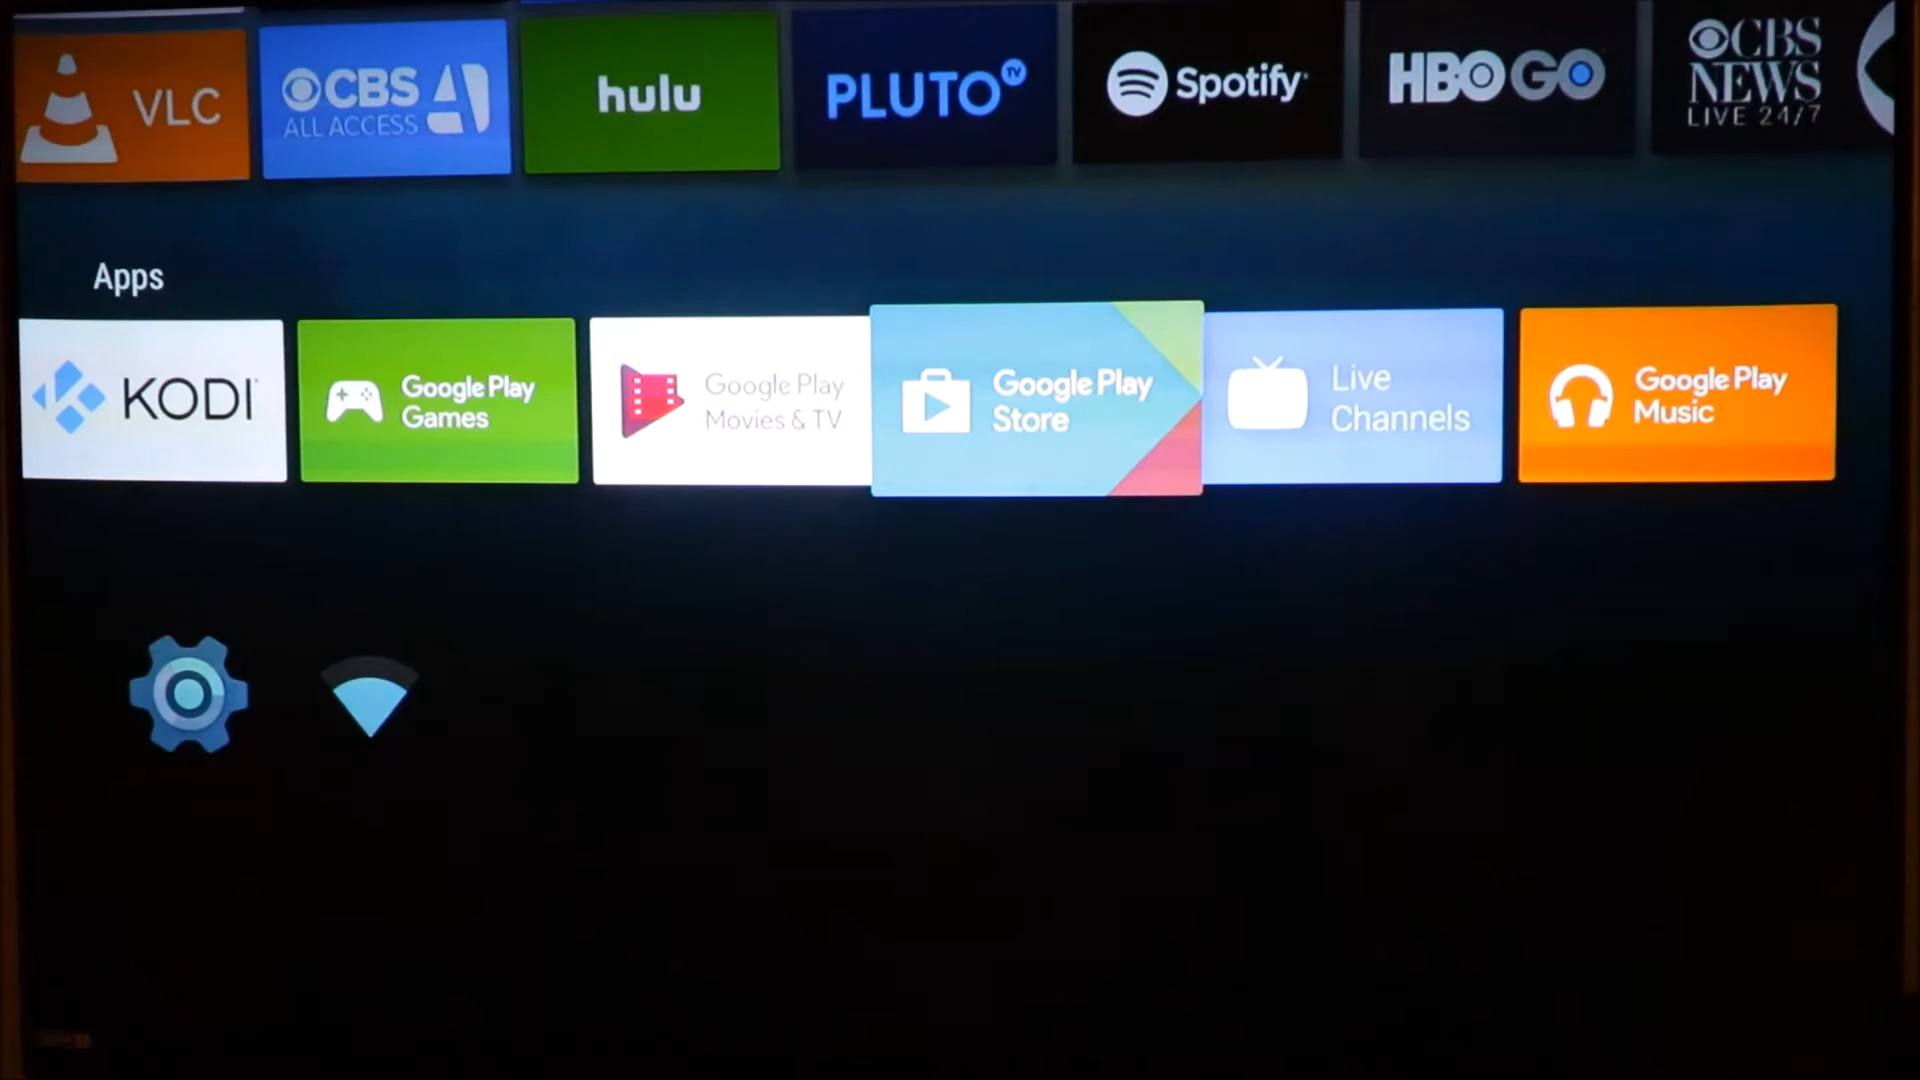 VLC
CBS
ALL ACCESS
hulu
PLUTO TV
Spotify
HBO GO
CBS
NEWS
LIVE 24/7
Apps
KODI
Google Play
Games
Google Play
Movies & TV
Google Play
Store
Live
Channels
Google Play
Music